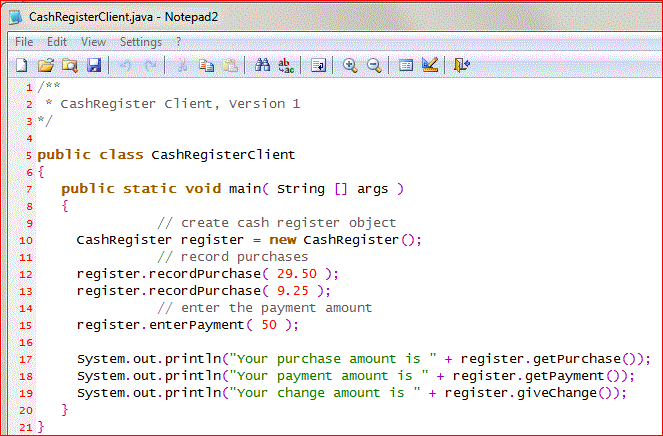 CashRegisterClient.java - Notepad2
File Edit View Settings ?
1 /**
2  * CashRegister Client, Version 1
3 */
4
5 public class CashRegisterClient
6 {
7    public static void main( String [] args )
8    {
9                // create cash register object
10      CashRegister register = new CashRegister();
11               // record purchases
12      register.recordPurchase( 29.50 );
13      register.recordPurchase( 9.25 );
14               // enter the payment amount
15      register.enterPayment( 50 );
16
17      System.out.println("Your purchase amount is " + register.getPurchase());
18      System.out.println("Your payment amount is " + register.getPayment());
19      System.out.println("Your change amount is " + register.giveChange());
20   }
21 }